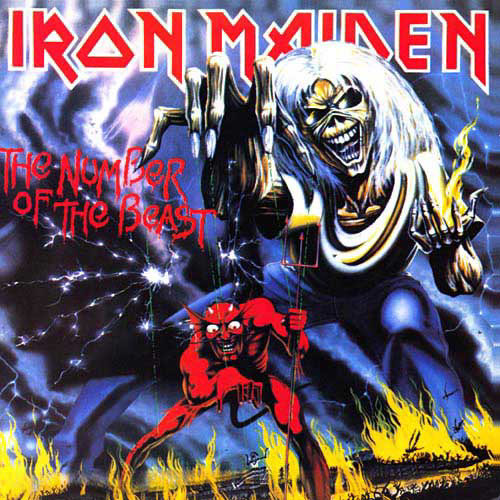 IRON MAIDEN
THE NUMBER
OF THE BEAST